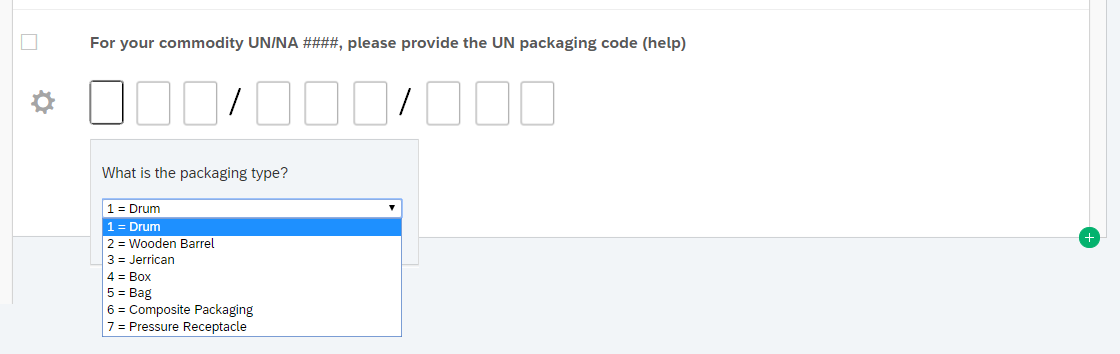 For your commodity UN/NA ####, please provide the UN packaging code (help)
/ /
What is the packaging type?
1 = Drum
1 = Drum
2 = Wooden Barrel
3 = Jerrican
4 = Box
5 = Bag
6 = Composite Packaging
7 = Pressure Receptacle